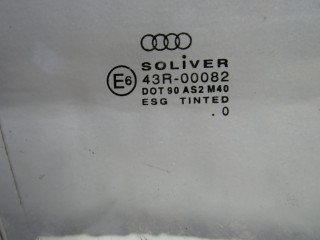 SOLiVER
E6 43R-00082
DOT 90 AS2 M40
ESG TINTED
. 0